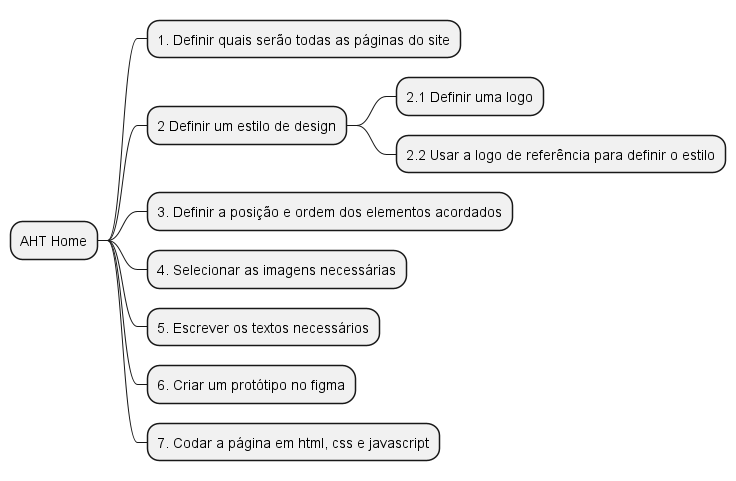 AHT Home
1. Definir quais serão todas as páginas do site
2 Definir um estilo de design
2.1 Definir uma logo
2.2 Usar a logo de referência para definir o estilo
3. Definir a posição e ordem dos elementos acordados
4. Selecionar as imagens necessárias
5. Escrever os textos necessários
6. Criar um protótipo no figma
7. Codar a página em html, css e javascript